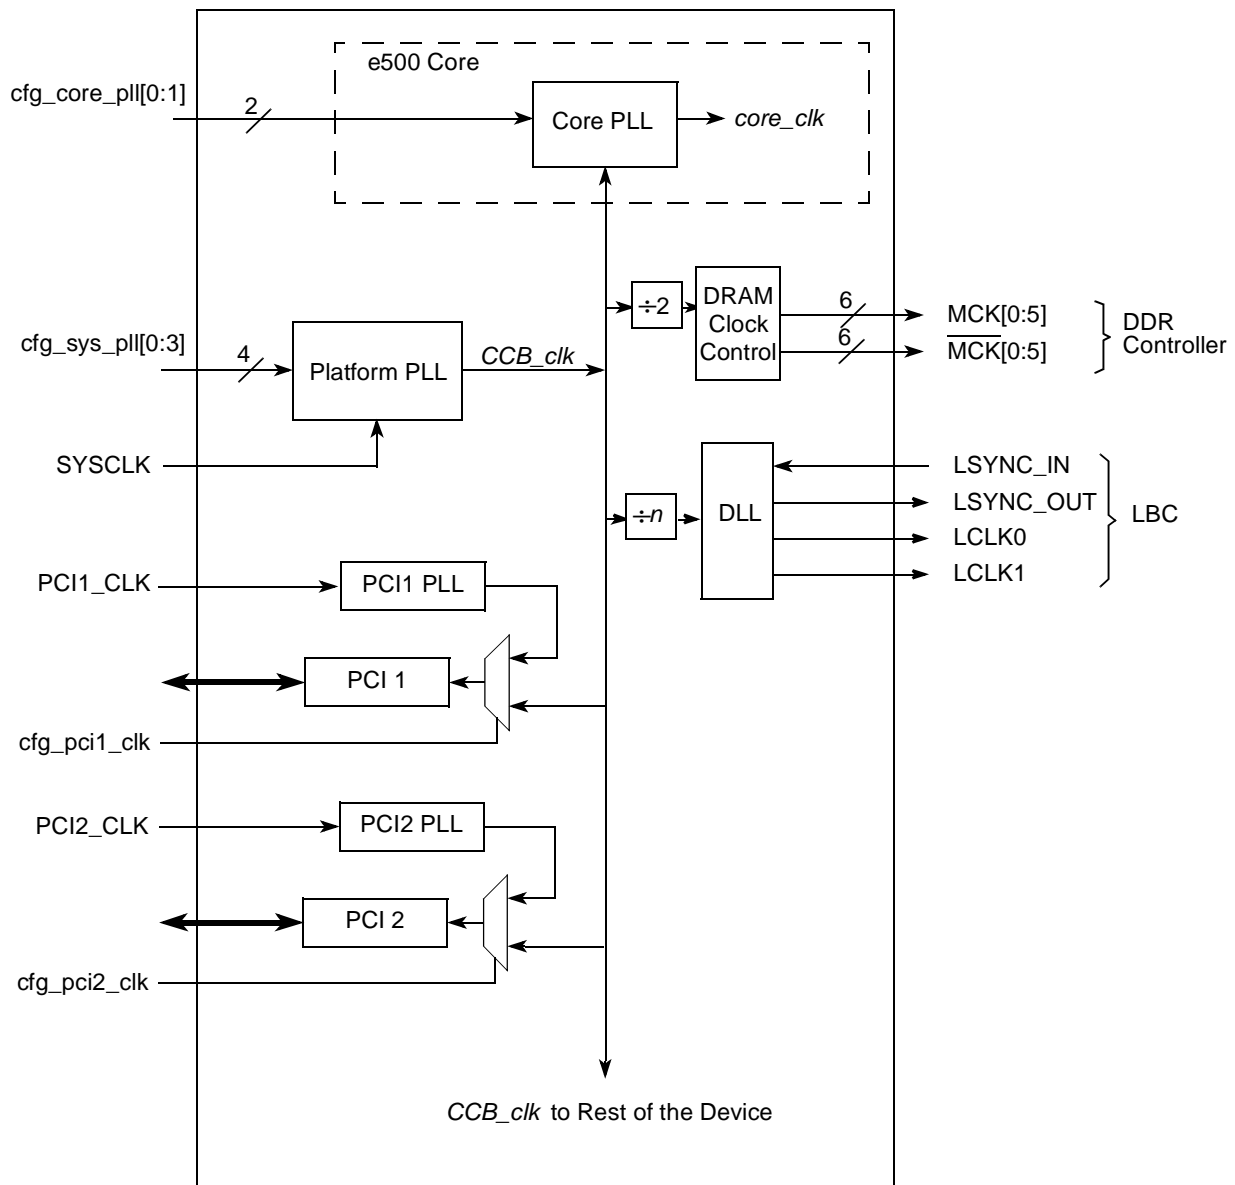 e500 Core
cfg_core_pll[0:1]
2
Core PLL
core_clk
÷2
DRAM
Clock
Control
6
6
MCK[0:5]
MCK[0:5]
DDR
Controller
cfg_sys_pll[0:3]
4
Platform PLL
CCB_clk
SYSCLK
÷n
DLL
LSYNC_IN
LSYNC_OUT
LCLK0
LCLK1
LBC
PCI1_CLK
PCI1 PLL
PCI 1
cfg_pci1_clk
PCI2_CLK
PCI2 PLL
PCI 2
cfg_pci2_clk
CCB_clk to Rest of the Device